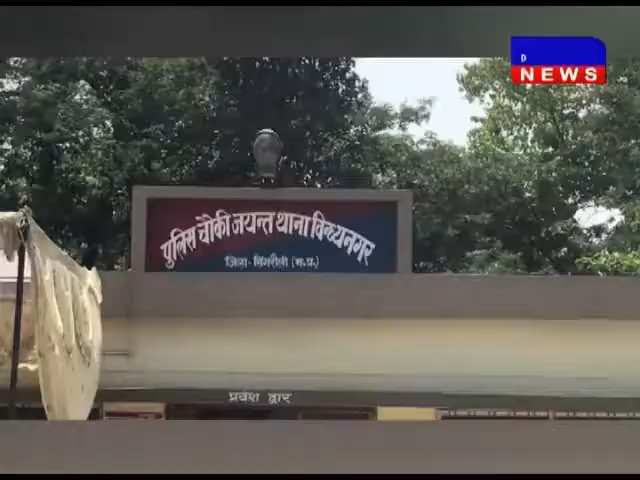 D
NEWS
पुलिस चौकी जयन्त थाना विन्ध्यनगर
जिला-सिंगरौली (म.प्र.)
प्रवेश द्वार